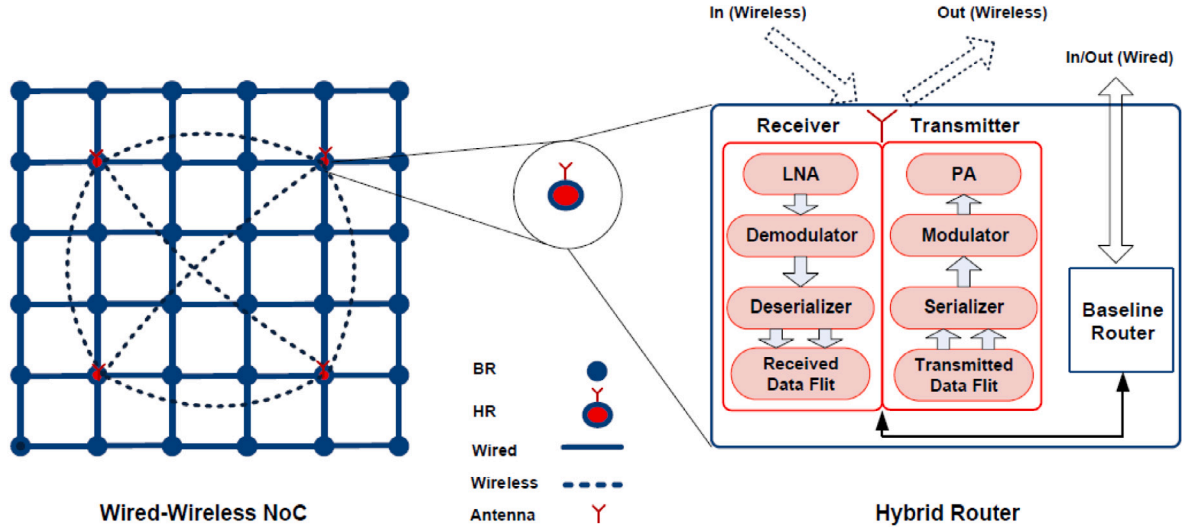 In (Wireless)
Out (Wireless)
In/Out (Wired)
Receiver
Transmitter
LNA
PA
Demodulator
Modulator
Deserializer
Serializer
Baseline
Router
Received
Data Flit
Transmitted
Data Flit
BR
HR
Wired
Wireless
Antenna
Wired-Wireless NoC
Hybrid Router